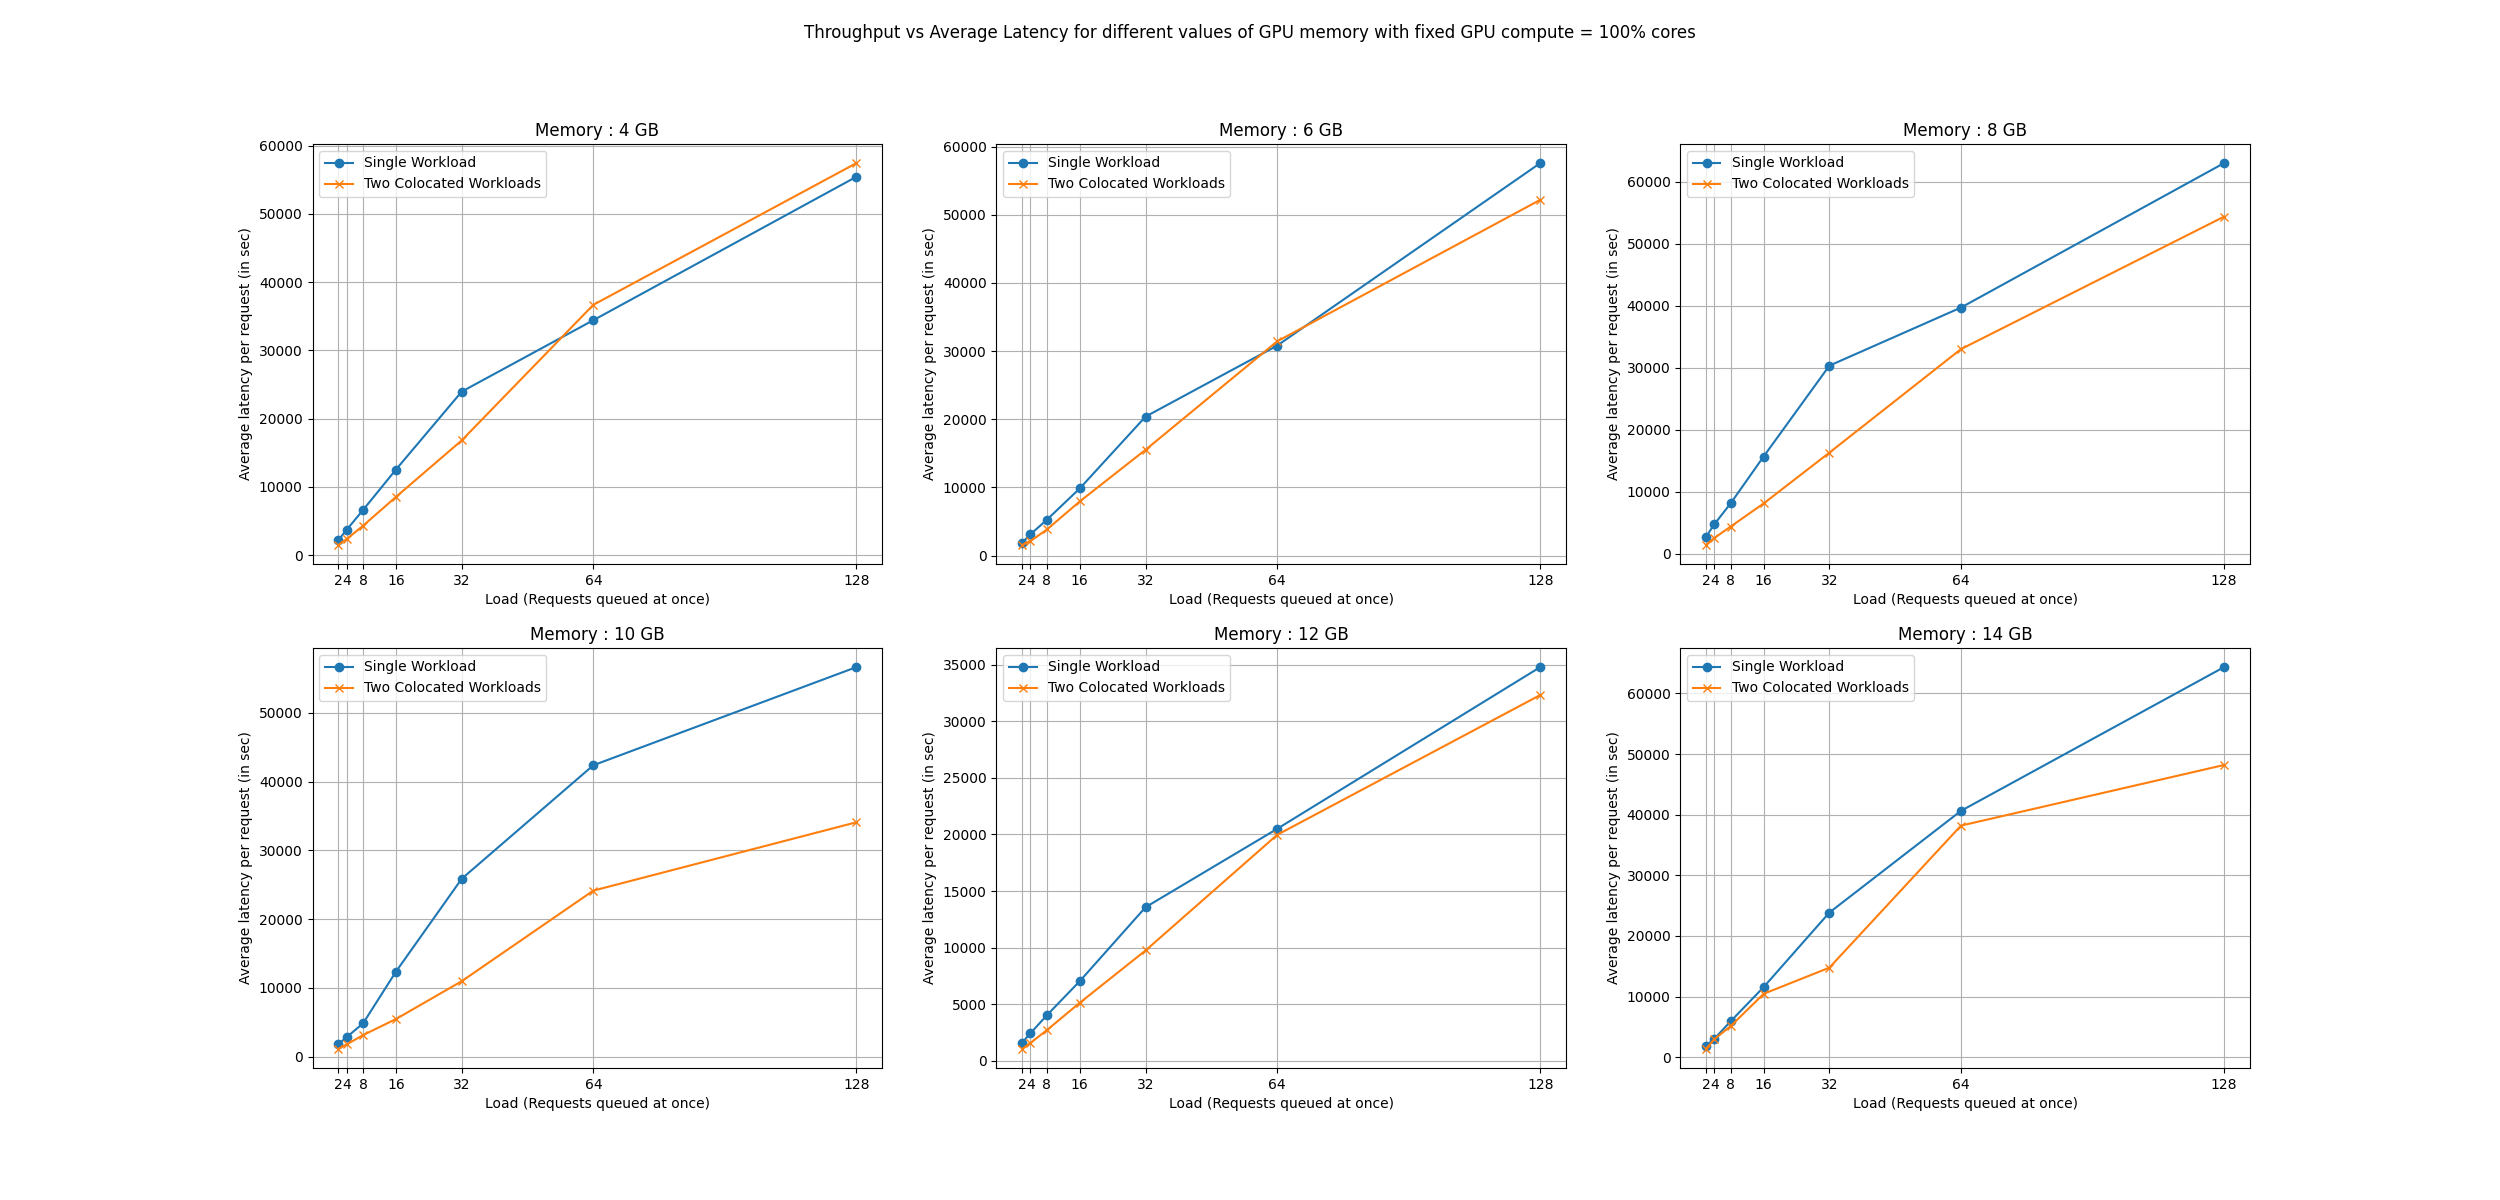 Throughput vs Average Latency for different values of GPU memory with fixed GPU compute = 100% cores
Memory : 4 GB
Single Workload
Two Colocated Workloads
60000
50000
40000
30000
20000
10000
0
Average latency per request (in sec)
2 4 8 16 32 64 128
Load (Requests queued at once)
Memory : 6 GB
Single Workload
Two Colocated Workloads
60000
50000
40000
30000
20000
10000
0
Average latency per request (in sec)
2 4 8 16 32 64 128
Load (Requests queued at once)
Memory : 8 GB
Single Workload
Two Colocated Workloads
60000
50000
40000
30000
20000
10000
0
Average latency per request (in sec)
2 4 8 16 32 64 128
Load (Requests queued at once)
Memory : 10 GB
Single Workload
Two Colocated Workloads
50000
40000
30000
20000
10000
0
Average latency per request (in sec)
2 4 8 16 32 64 128
Load (Requests queued at once)
Memory : 12 GB
Single Workload
Two Colocated Workloads
35000
30000
25000
20000
15000
10000
5000
0
Average latency per request (in sec)
2 4 8 16 32 64 128
Load (Requests queued at once)
Memory : 14 GB
Single Workload
Two Colocated Workloads
60000
50000
40000
30000
20000
10000
0
Average latency per request (in sec)
2 4 8 16 32 64 128
Load (Requests queued at once)